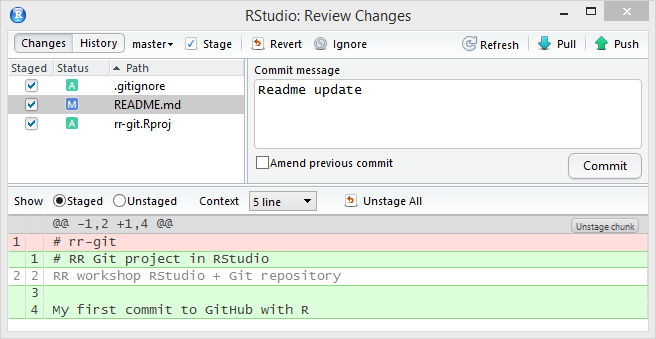 RStudio: Review Changes
Changes History master Stage Revert Ignore Refresh Pull Push
Staged Status Path
A .gitignore
M README.md
A rr-git.Rproj
Commit message
Readme update
Amend previous commit Commit
Show Staged Unstaged Context 5 line Unstage All
@@ -1,2 +1,4 @@ Unstage chunk
1 # rr-git
1 # RR Git project in RStudio
2 2 RR workshop RStudio + Git repository
3
4 My first commit to GitHub with R